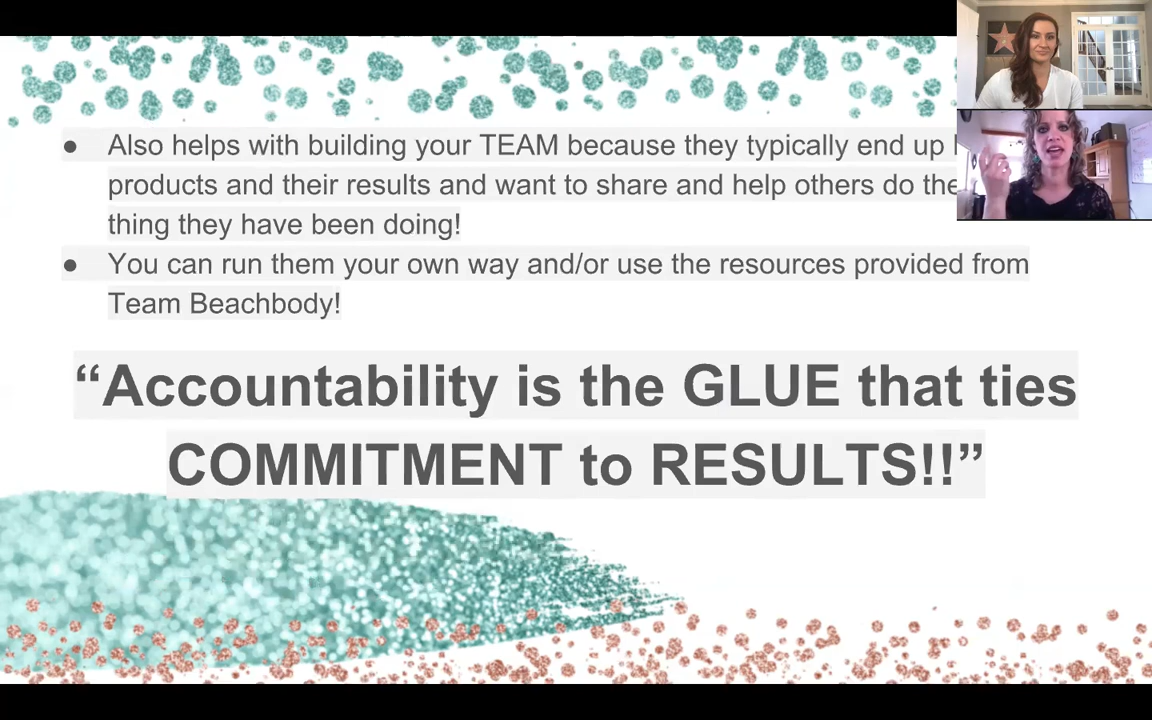 ● Also helps with building your TEAM because they typically end up
products and their results and want to share and help others do
thing they have been doing!
● You can run them your own way and/or use the resources provided from
Team Beachbody!
“Accountability is the GLUE that ties
COMMITMENT to RESULTS!!”